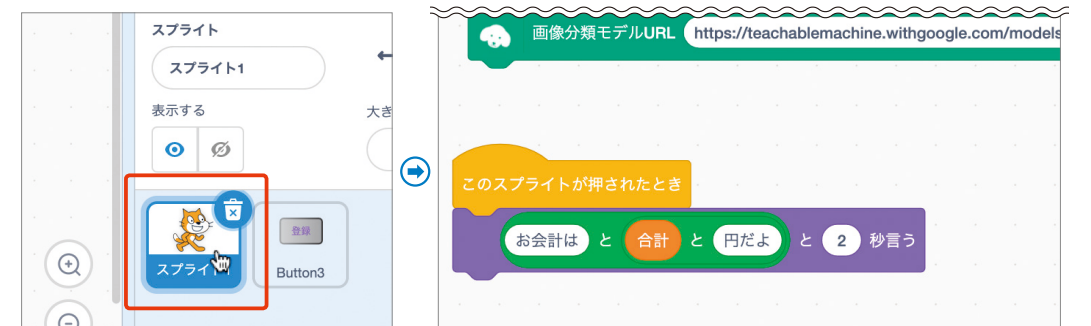 スプライト
スプライト1
表示する
大き
登録
スプライト
Button3
画像分類モデルURL https://teachablemachine.withgoogle.com/models
このスプライトが押されたとき
お会計は と 合計 と 円だよ と 2 秒言う